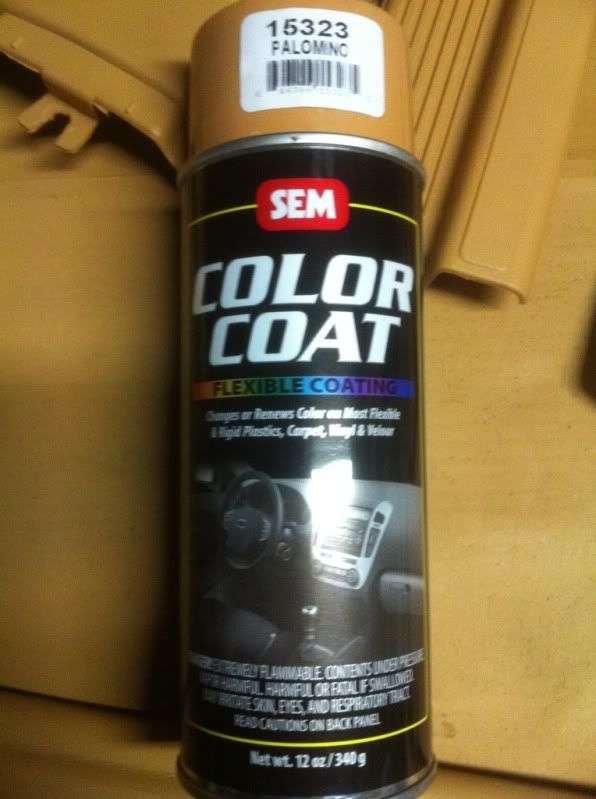 15323
PALOMINO
SEM
COLOR
COAT
FLEXIBLE COATING
Changes or Renews Color on Most Flexible
& Rigid Plastics, Carpet, Vinyl & Velour
EXTREMELY FLAMMABLE. CONTENTS UNDER PRESSURE.
VAPOR HARMFUL. HARMFUL OR FATAL IF SWALLOWED.
MAY IRRITATE SKIN, EYES, AND RESPIRATORY TRACT.
READ CAUTIONS ON BACK PANEL
Net wt. 12 oz / 340 g